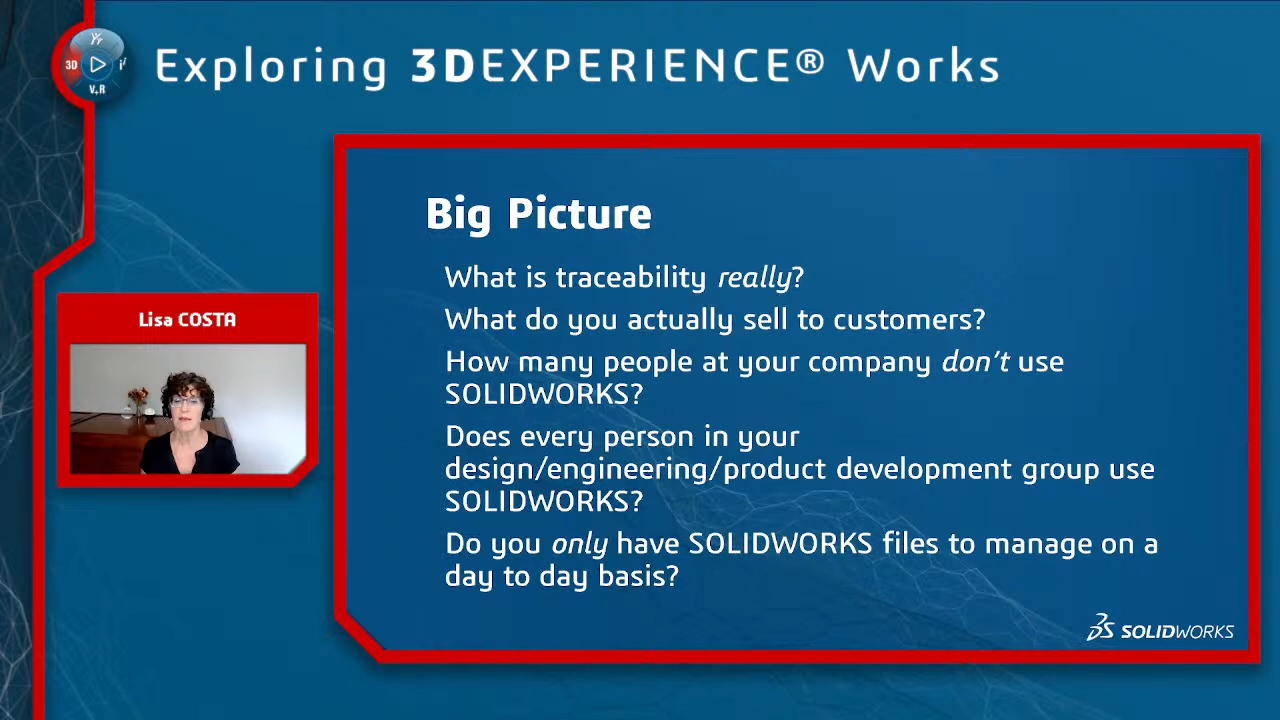 3D
V,R
Exploring 3DEXPERIENCE® Works
Lisa COSTA
Big Picture
What is traceability really?
What do you actually sell to customers?
How many people at your company don't use
SOLIDWORKS?
Does every person in your
design/engineering/product development group use
SOLIDWORKS?
Do you only have SOLIDWORKS files to manage on a
day to day basis?
SOLIDWORKS